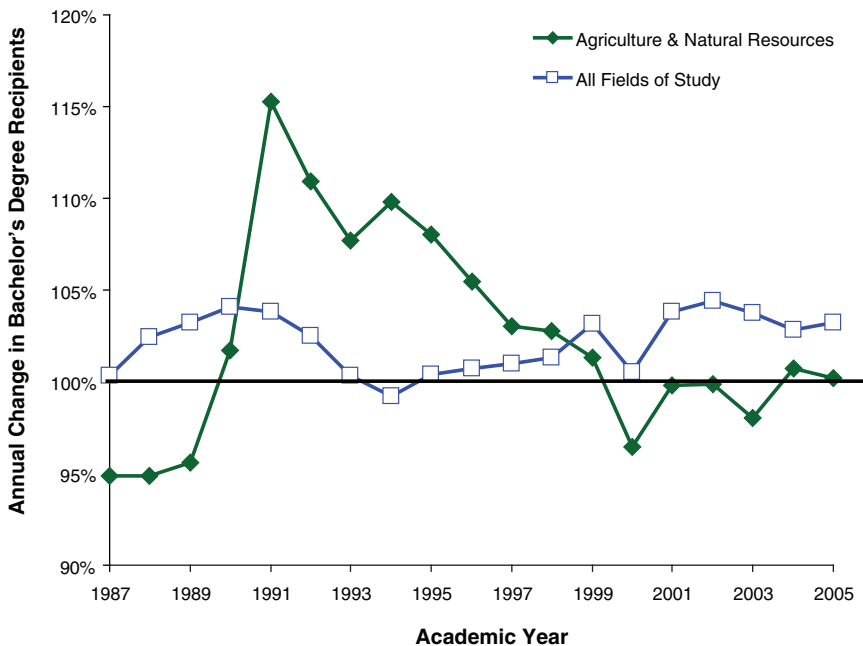 120%
115%
110%
105%
100%
95%
90%
Annual Change in Bachelor's Degree Recipients
Agriculture & Natural Resources
All Fields of Study
1987 1989 1991 1993 1995 1997 1999 2001 2003 2005
Academic Year